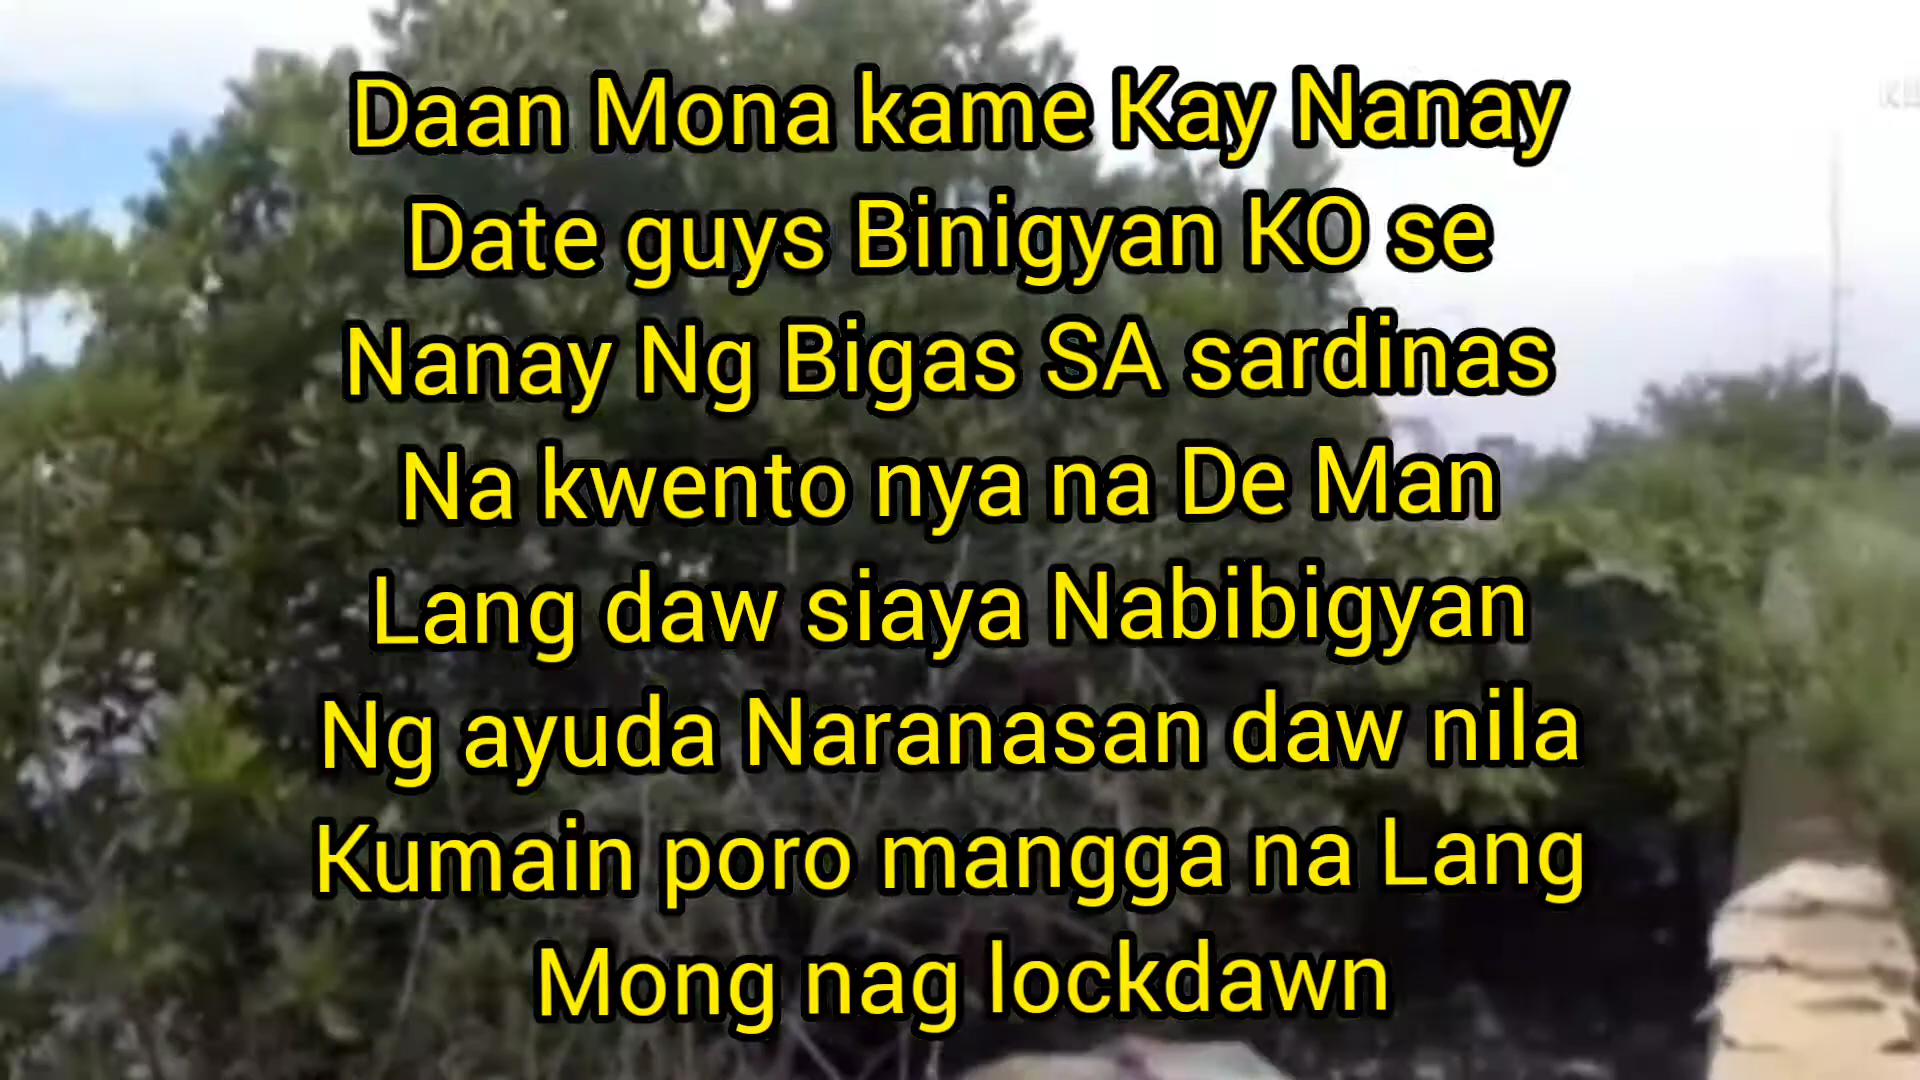 Daan Mona kame Kay Nanay
Date guys Binigyan KO se
Nanay Ng Bigas SA sardinas
Na kwento nya na De Man
Lang daw siaya Nabibigyan
Ng ayuda Naranasan daw nila
Kumain poro mangga na Lang
Mong nag lockdawn